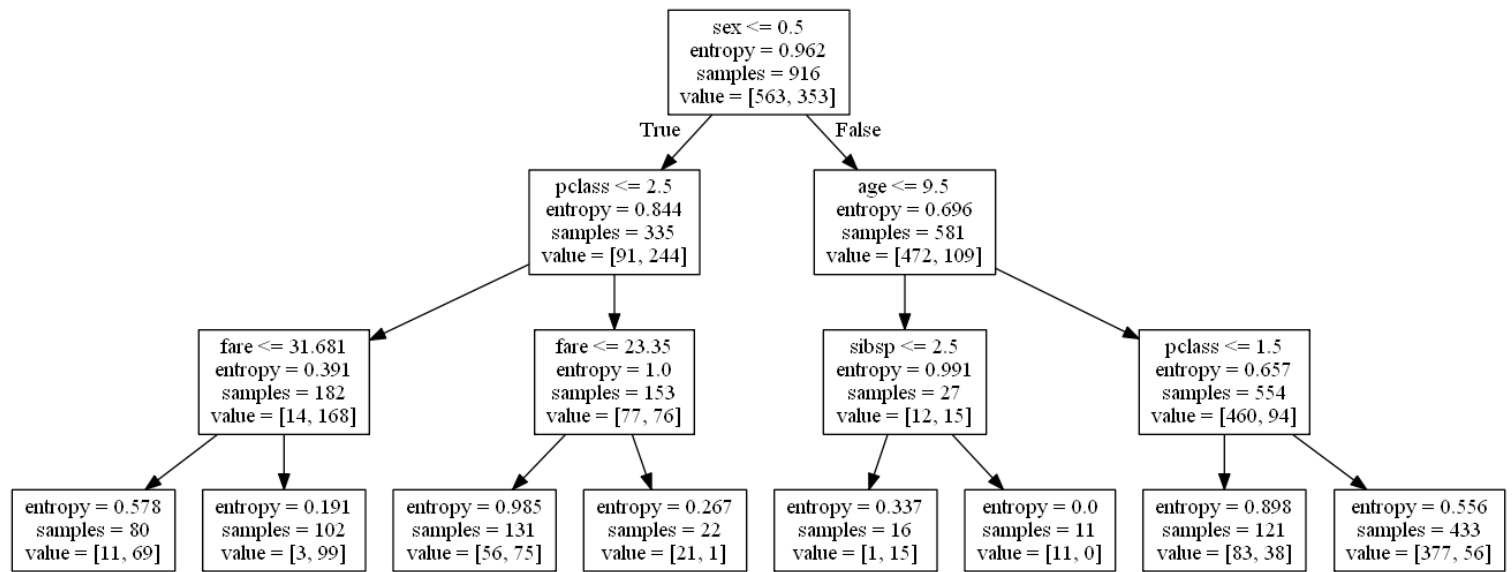 sex <= 0.5
entropy = 0.962
samples = 916
value = [563, 353]
True
False
pclass <= 2.5
entropy = 0.844
samples = 335
value = [91, 244]
age <= 9.5
entropy = 0.696
samples = 581
value = [472, 109]
fare <= 31.681
entropy = 0.391
samples = 182
value = [14, 168]
fare <= 23.35
entropy = 1.0
samples = 153
value = [77, 76]
sibsp <= 2.5
entropy = 0.991
samples = 27
value = [12, 15]
pclass <= 1.5
entropy = 0.657
samples = 554
value = [460, 94]
entropy = 0.578
samples = 80
value = [11, 69]
entropy = 0.191
samples = 102
value = [3, 99]
entropy = 0.985
samples = 131
value = [56, 75]
entropy = 0.267
samples = 22
value = [21, 1]
entropy = 0.337
samples = 16
value = [1, 15]
entropy = 0.0
samples = 11
value = [11, 0]
entropy = 0.898
samples = 121
value = [83, 38]
entropy = 0.556
samples = 433
value = [377, 56]